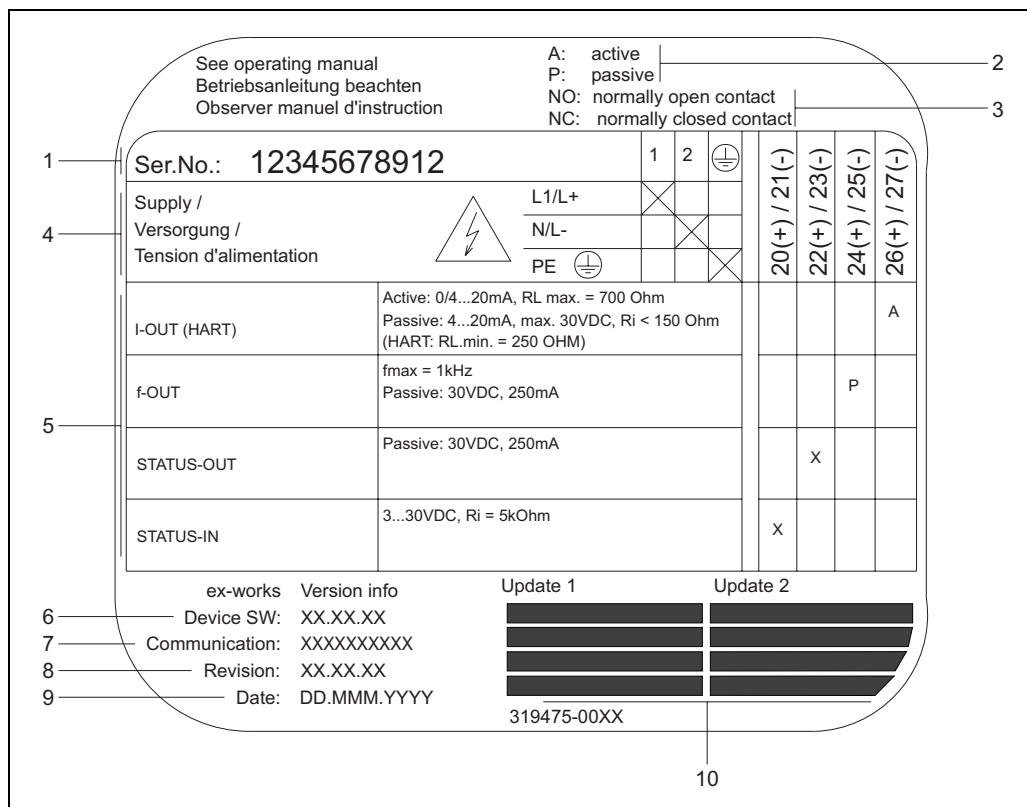 See operating manual
Betriebsanleitung beachten
Observer manuel d'instruction
A: active
P: passive
2
NO: normally open contact
NC: normally closed contact
3
1
Ser.No.: 12345678912
1 2
20(+) / 21(-)
22(+) / 23(-)
24(+) / 25(-)
26(+) / 27(-)
4
Supply /
Versorgung /
Tension d'alimentation
L1/L+
N/L-
PE
5
I-OUT (HART)
Active: 0/4...20mA, RL max. = 700 Ohm
Passive: 4...20mA, max. 30VDC, Ri < 150 Ohm
(HART: RL.min. = 250 OHM)
A
f-OUT
fmax = 1kHz
Passive: 30VDC, 250mA
P
STATUS-OUT
Passive: 30VDC, 250mA
X
STATUS-IN
3...30VDC, Ri = 5kOhm
X
ex-works Version info
Update 1
Update 2
6
Device SW: XX.XX.XX
7
Communication: XXXXXXXXXX
8
Revision: XX.XX.XX
9
Date: DD.MMM.YYYY
319475-00XX
10